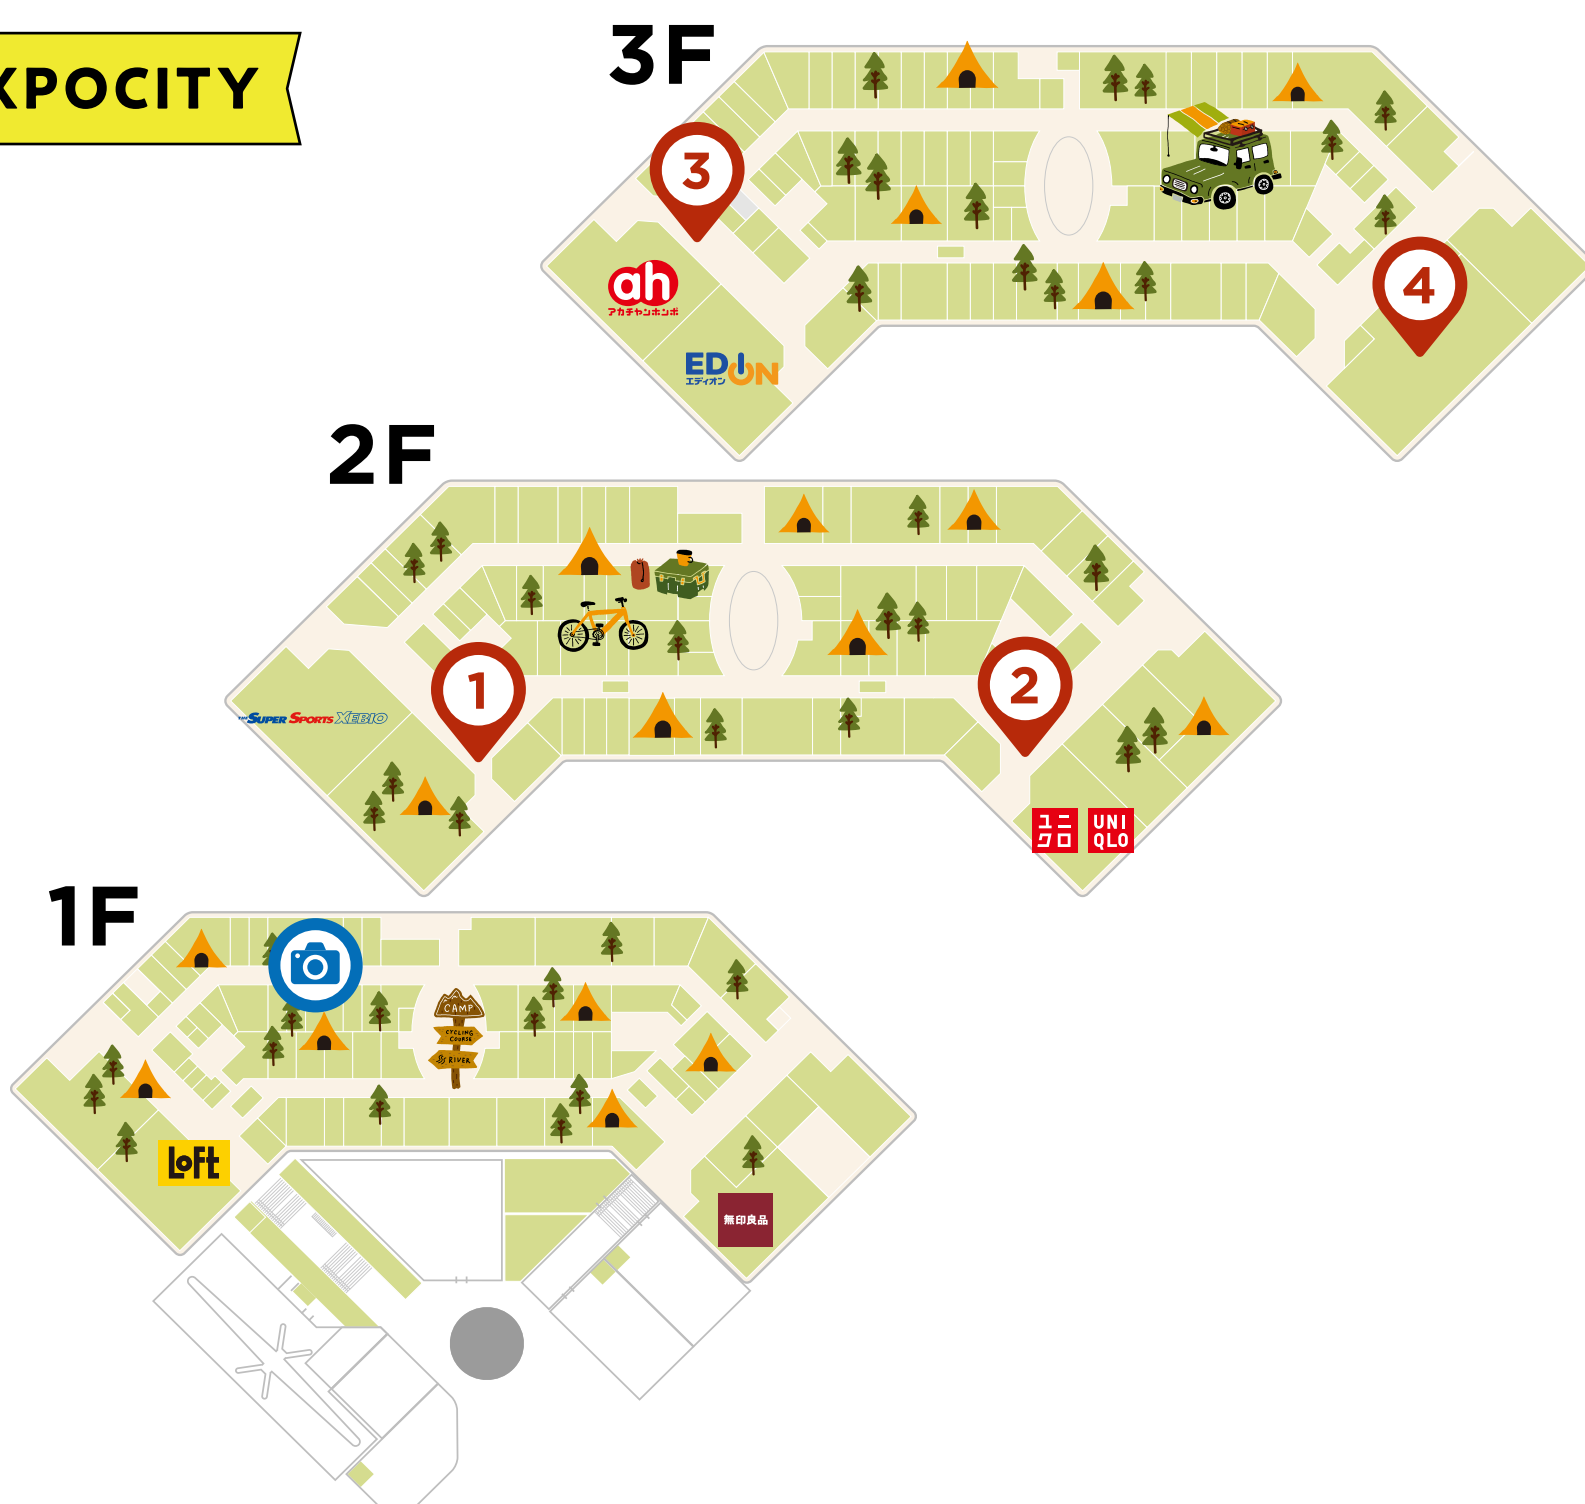 XPOCITY
3F
3
4
ah
アカチャンホンポ
EDION
エディオン
2F
1
2
THE SUPER SPORTS XEBIO
ユニクロ
UNIQLO
1F
CAMP
CYCLING
COURSE
RIVER
LOFT
無印良品